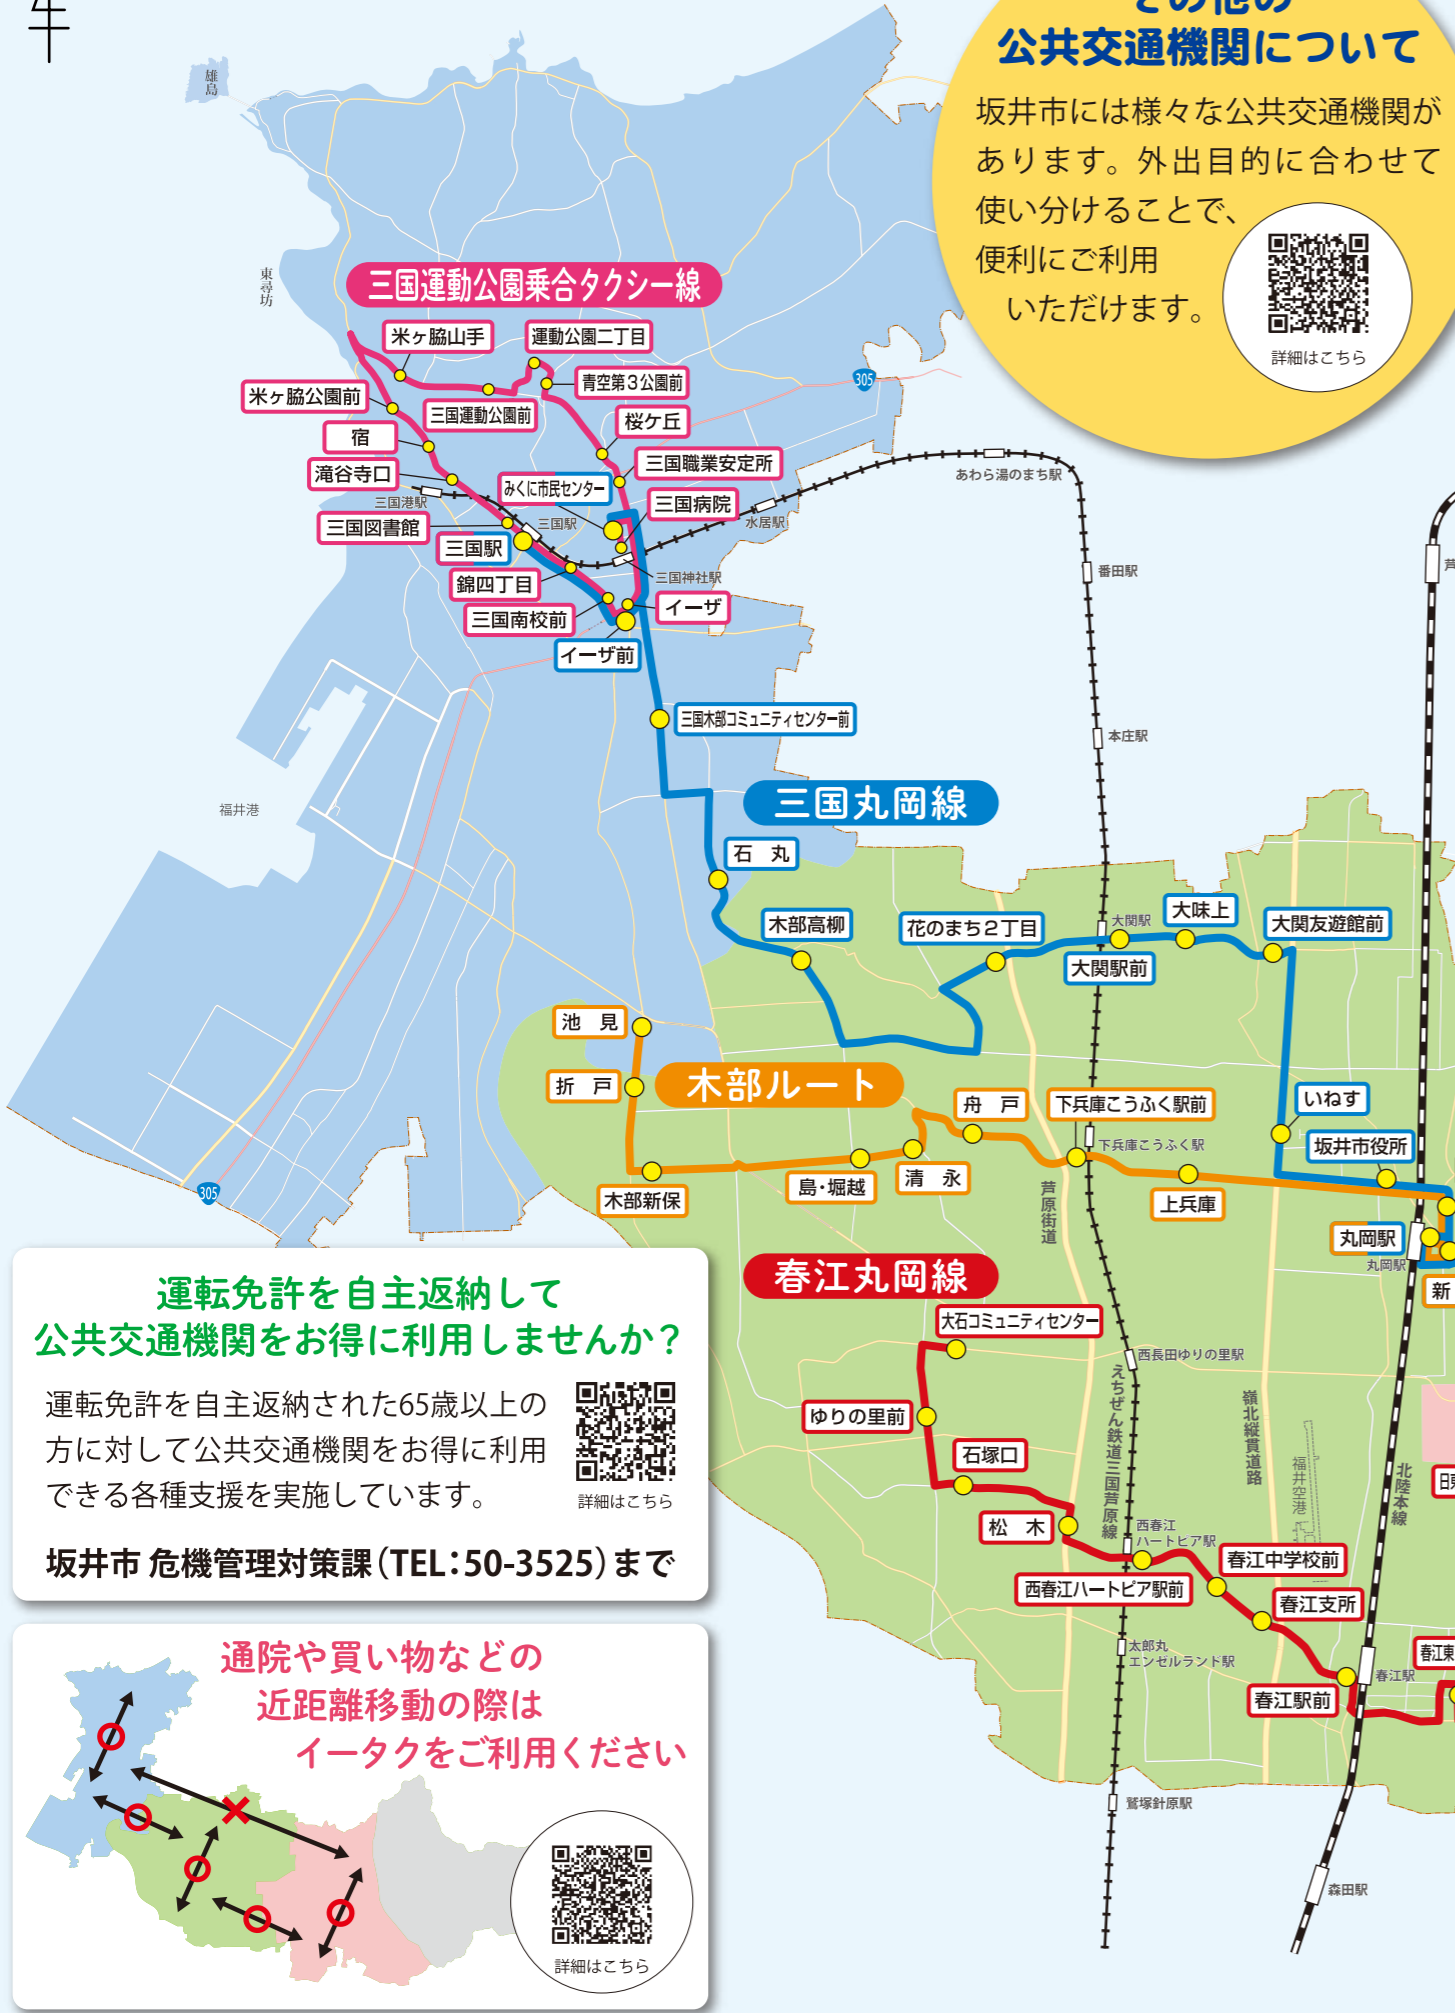 その他の
公共交通機関について
坂井市には様々な公共交通機関が
あります。外出目的に合わせて
使い分けることで、
便利にご利用
いただけます。
詳細はこちら
雄島
東尋坊
三国運動公園乗合タクシー線
米ヶ脇山手
運動公園二丁目
青空第3公園前
米ヶ脇公園前
三国運動公園前
宿
桜ケ丘
滝谷寺口
三国職業安定所
みくに市民センター
三国港駅
三国病院
三国図書館
三国駅
水居駅
三国駅
錦四丁目
三国神社駅
三国南校前
イーザ
イーザ前
305
あわら湯のまち駅
番田駅
芦
本庄駅
三国木部コミュニティセンター前
福井港
三国丸岡線
石 丸
木部高柳
花のまち2丁目
大関駅
大味上
大関友遊館前
大関駅前
池 見
折 戸
木部ルート
舟 戸
下兵庫こうふく駅前
いねす
下兵庫こうふく駅
坂井市役所
305
木部新保
島・堀越
清 永
芦原街道
上兵庫
丸岡駅
丸岡駅
新
春江丸岡線
大石コミュニティセンター
西長田ゆりの里駅
ゆりの里前
えちぜん鉄道三国芦原線
嶺北縦貫道路
福井空港
北陸本線
石塚口
日東
松 木
西春江
ハートピア駅
春江中学校前
西春江ハートピア駅前
春江支所
太郎丸
エンゼルランド駅
春江東
春江駅
春江駅前
鷲塚針原駅
森田駅
運転免許を自主返納して
公共交通機関をお得に利用しませんか?
運転免許を自主返納された65歳以上の
方に対して公共交通機関をお得に利用
できる各種支援を実施しています。
詳細はこちら
坂井市 危機管理対策課(TEL:50-3525)まで
通院や買い物などの
近距離移動の際は
イータクをご利用ください
詳細はこちら